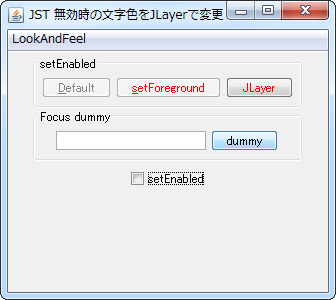 JST 無効時の文字色をJLayerで変更
LookAndFeel
setEnabled
Default setForeground JLayer
Focus dummy
dummy
setEnabled